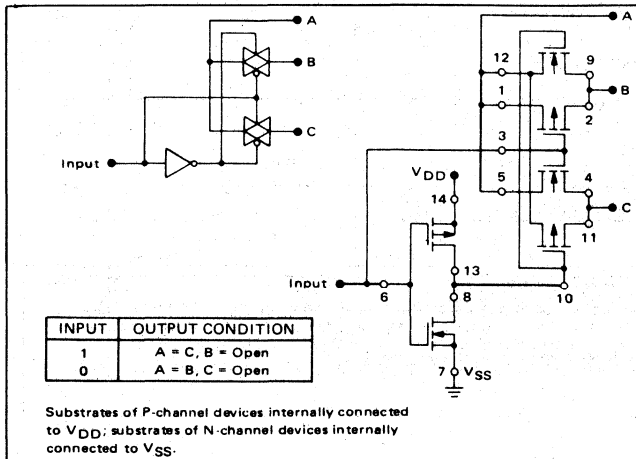 A
B
C
Input
A
12
9
1
B
2
3
VDD
5
4
14
C
11
13
Input
6
8
10
7
VSS
INPUT OUTPUT CONDITION
1 A = C, B = Open
0 A = B, C = Open
Substrates of P-channel devices internally connected
to VDD; substrates of N-channel devices internally
connected to VSS.